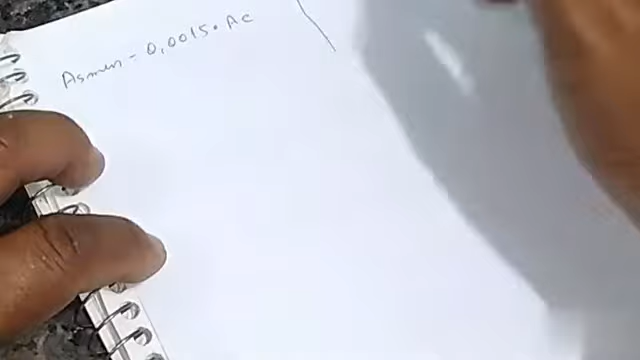 Asmin = 0,0015 • Ac